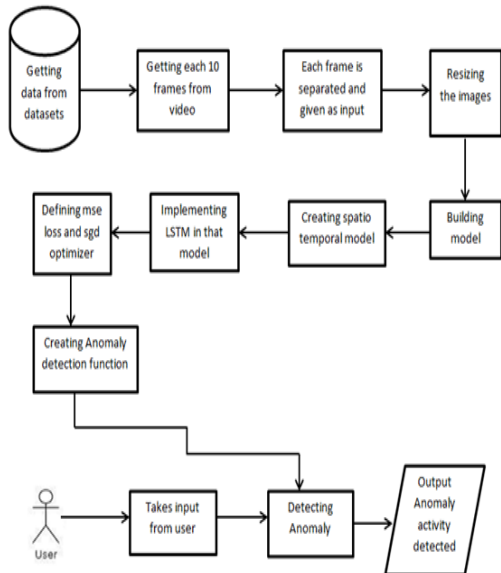 Getting
data from
datasets
Getting each 10
frames from
video
Each frame is
separated and
given as input
Resizing
the images
Defining mse
loss and sgd
optimizer
Implementing
LSTM in that
model
Creating spatio
temporal model
Building
model
Creating Anomaly
detection function
User
Takes input
from user
Detecting
Anomaly
Output
Anomaly
activity
detected